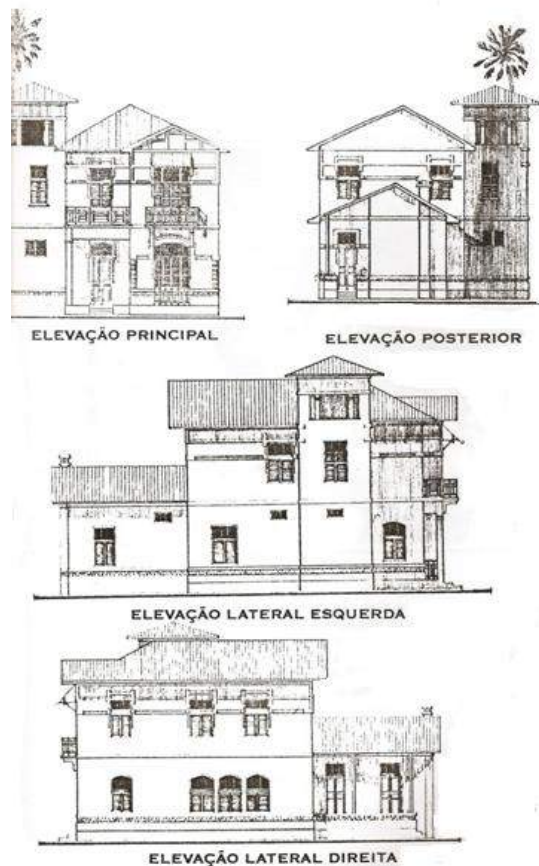 ELEVAÇÃO PRINCIPAL
ELEVAÇÃO POSTERIOR
ELEVAÇÃO LATERAL ESQUERDA
ELEVAÇÃO LATERAL DIREITA